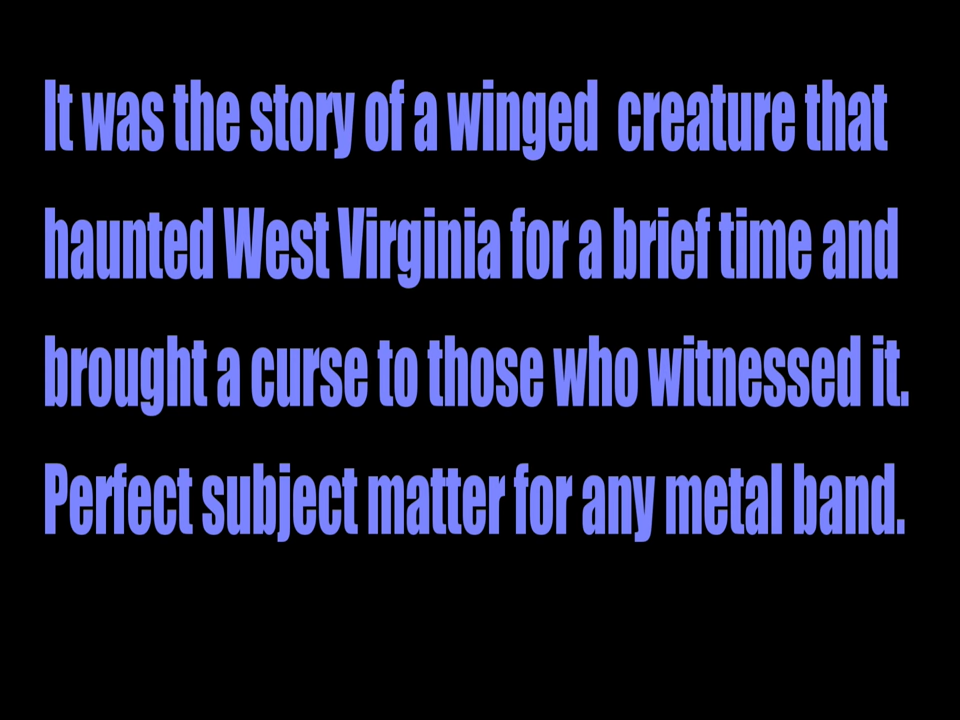 It was the story of a winged  creature that
haunted West Virginia for a brief time and
brought a curse to those who witnessed it.
Perfect subject matter for any metal band.